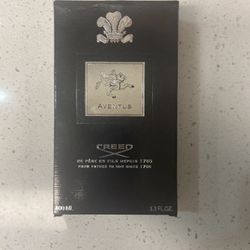 AVENTUS
CREED
DE PÈRE EN FILS DEPUIS 1760
FROM FATHER TO SON SINCE 1760
100 ML
3.3 FL.OZ.